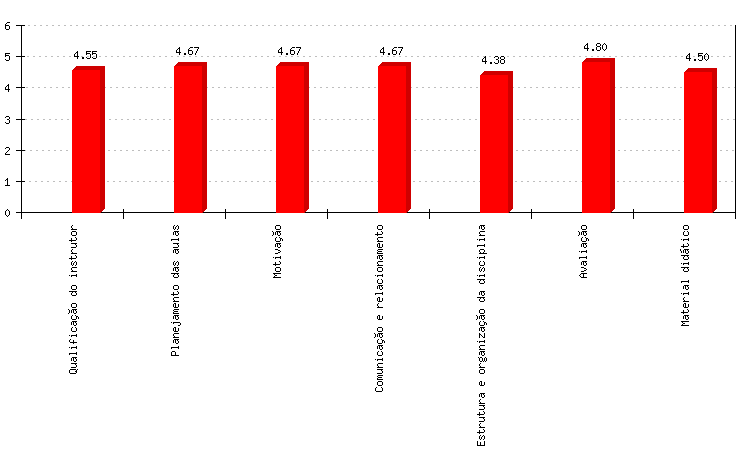 6
5
4
3
2
1
0
4.55
4.67
4.67
4.67
4.38
4.80
4.50
Qualificação do instrutor
Planejamento das aulas
Motivação
Comunicação e relacionamento
Estrutura e organização da disciplina
Avaliação
Material didático